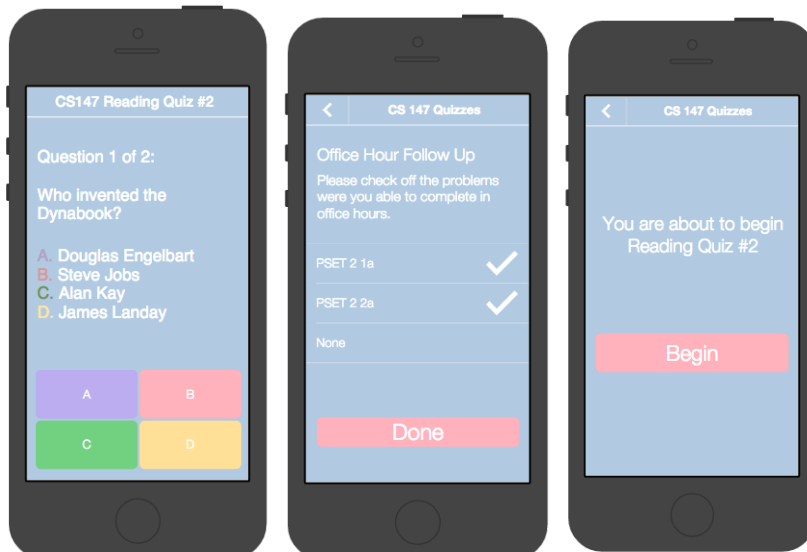 CS147 Reading Quiz #2
Question 1 of 2:
Who invented the
Dynabook?
A. Douglas Engelbart
B. Steve Jobs
C. Alan Kay
D. James Landay
A
B
C
D
CS 147 Quizzes
Office Hour Follow Up
Please check off the problems
were you able to complete in
office hours.
PSET 2 1a
PSET 2 2a
None
Done
CS 147 Quizzes
You are about to begin
Reading Quiz #2
Begin